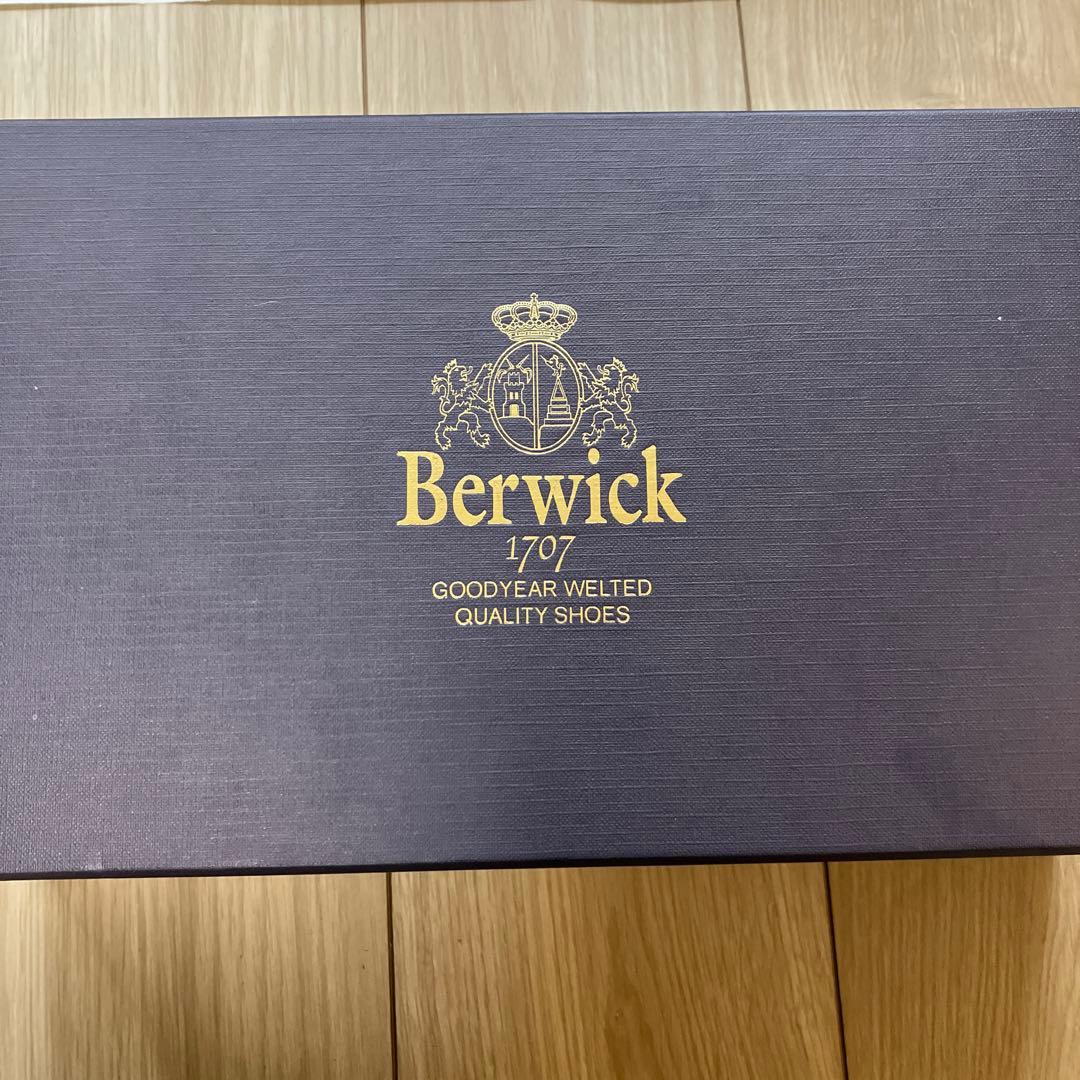 Berwick
1707
GOODYEAR WELTED
QUALITY SHOES